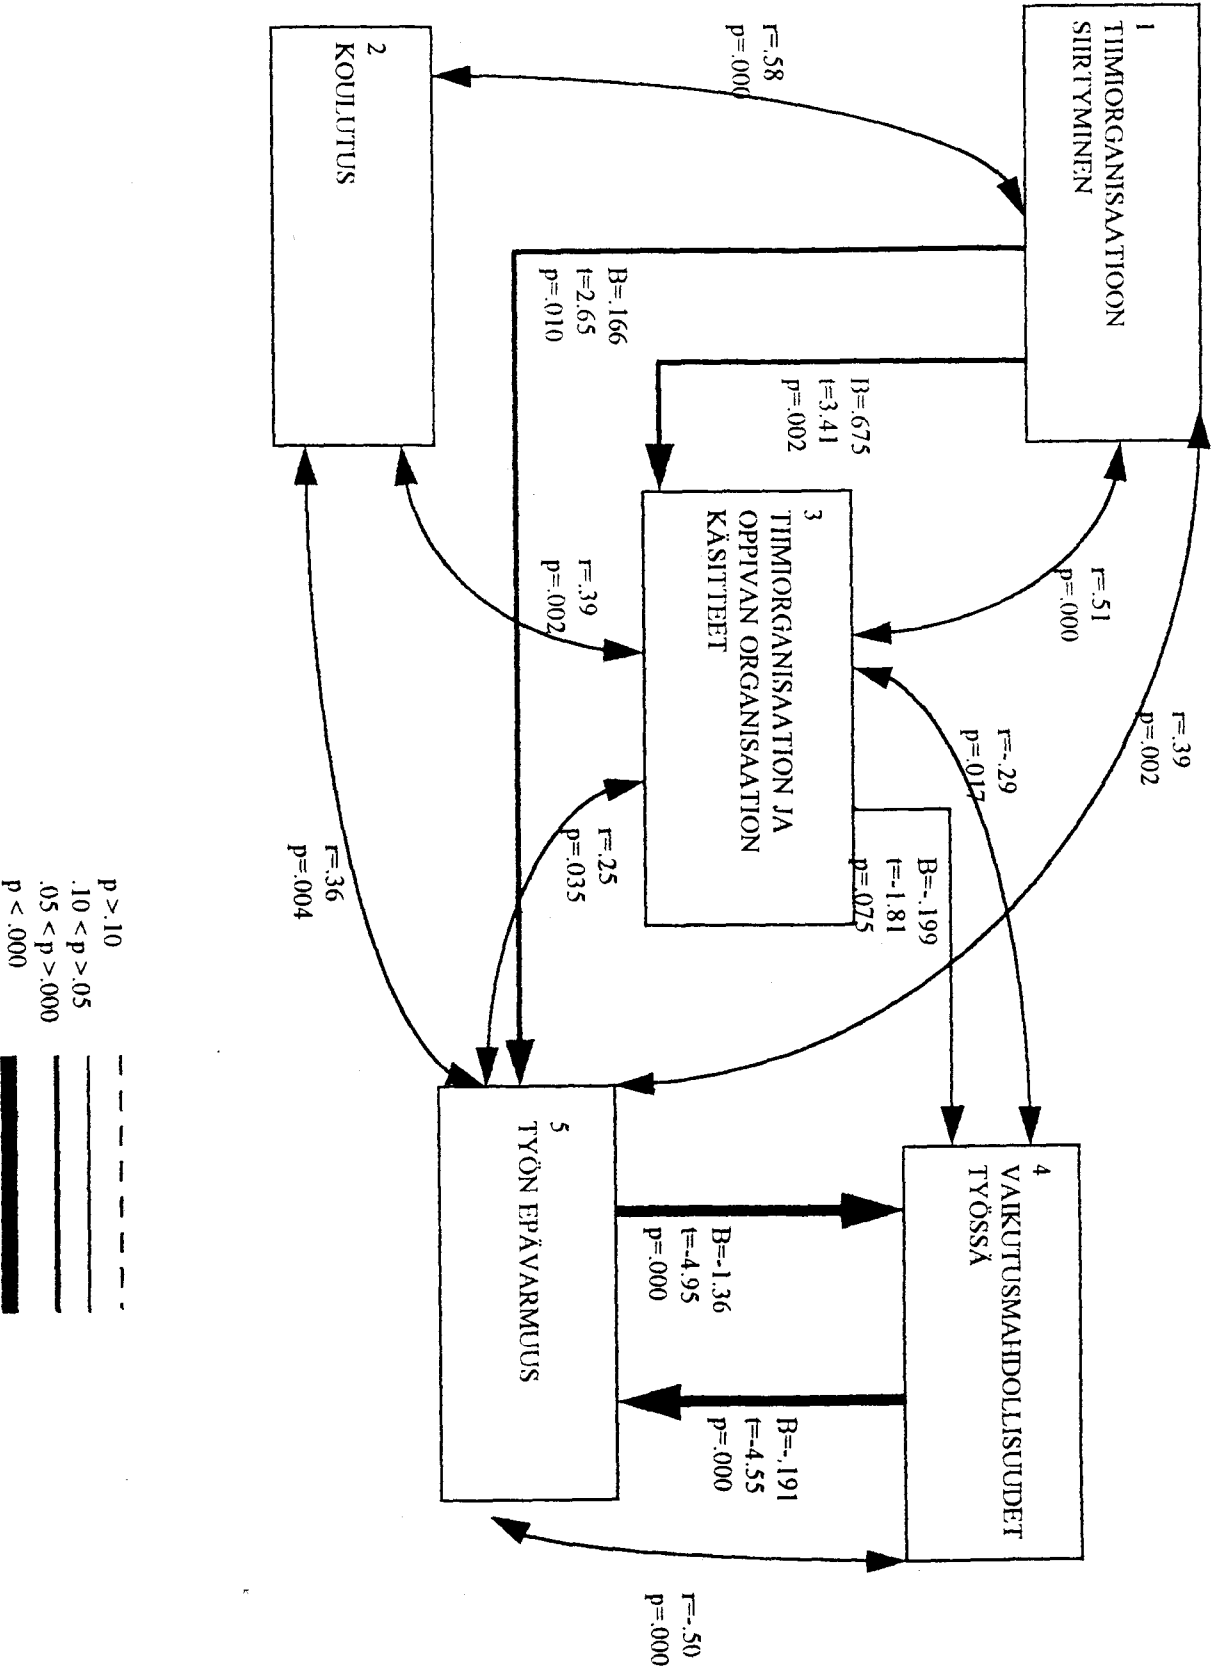 1
TIIMIORGANISAATIOON
SIIRTYMINEN
r=.39
p=.002
r=.51
p=.000
r=.58
p=.000
B=.675
t=3.41
p=.002
B=.166
t=2.65
p=.010
3
TIIMIORGANISAATION JA
OPPIVAN ORGANISAATION
KÄSITTEET
r=-.29
p=.017
B=-.199
t=-1.81
p=.075
4
VAIKUTUSMAHDOLLISUUDET
TYÖSSÄ
2
KOULUTUS
r=.39
p=.002
r=.25
p=.035
r=.36
p=.004
5
TYÖN EPÄVARMUUS
B=-1.36
t=-4.95
p=.000
B=-.191
t=-4.55
p=.000
r=-.50
p=.000
p >.10
.10 < p >.05
.05 < p >.000
p < .000